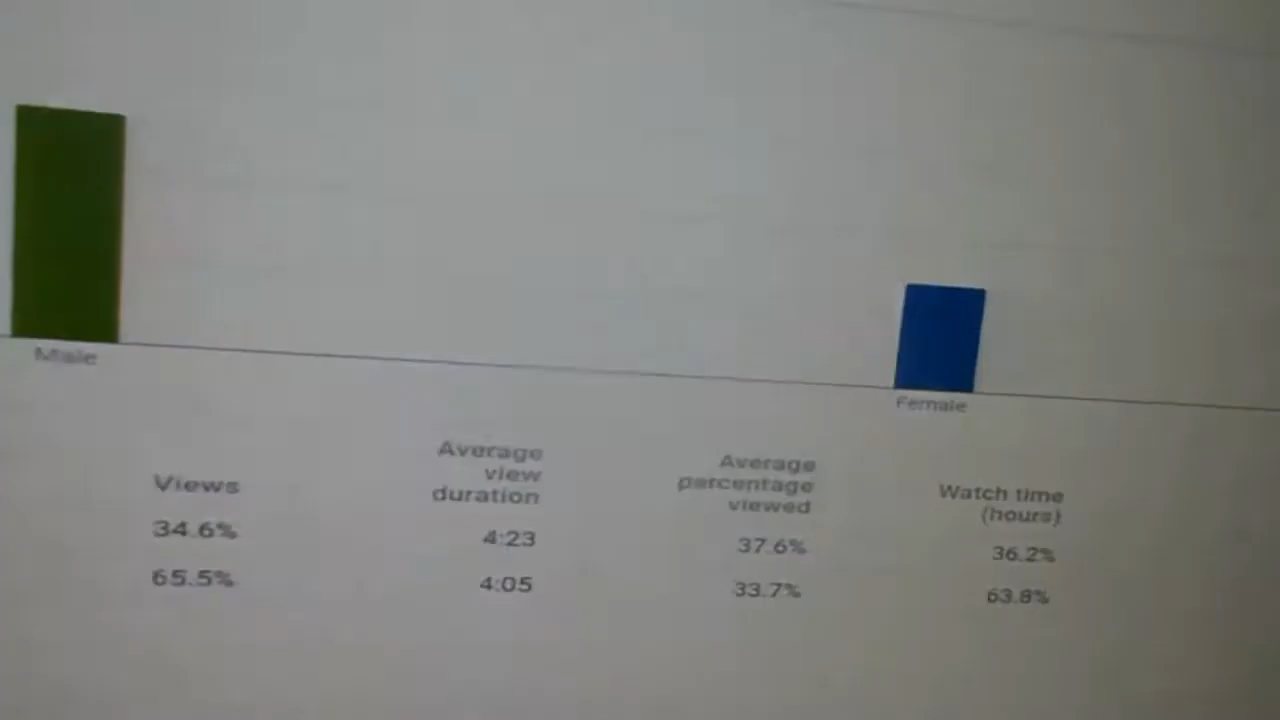 Male
Female
Views
Average
view
duration
Average
percentage
viewed
Watch time
(hours)
34.6%
4:23
37.6%
36.2%
65.5%
4:05
33.7%
63.8%